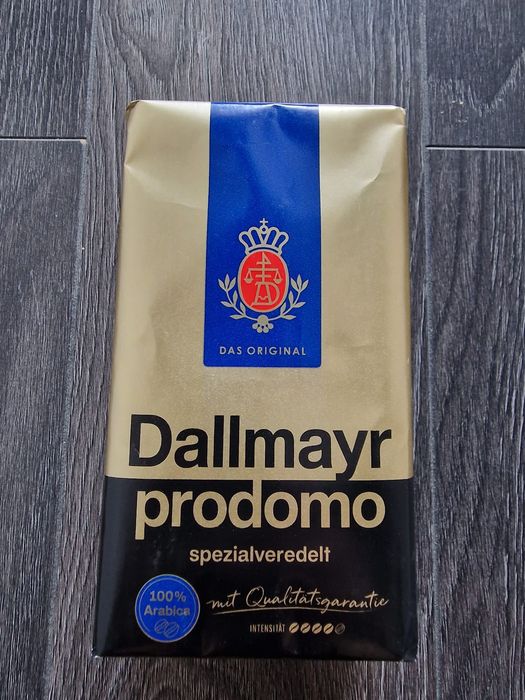 DAS ORIGINAL
Dallmayr
prodomo
spezialveredelt
100%
Arabica
mit Qualitätsgarantie
INTENSITÄT